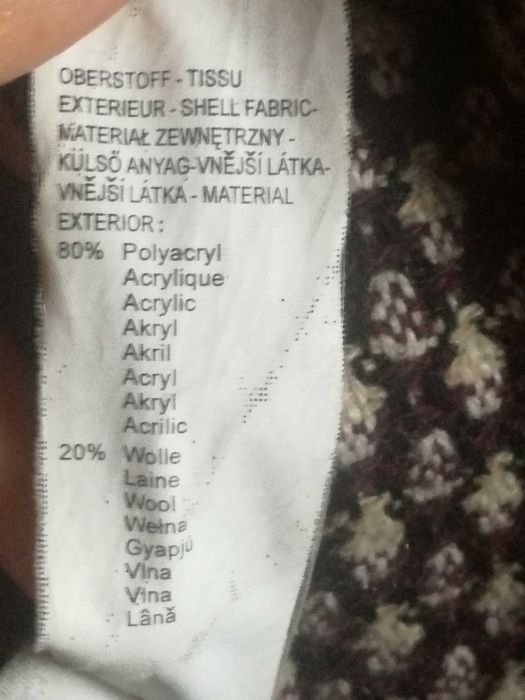 OBERSTOFF - TISSU
EXTERIEUR - SHELL FABRIC-
MATERIAŁ ZEWNĘTRZNY -
KÜLSŐ ANYAG-VNĚJŠÍ LÁTKA-
VNĚJŠÍ LÁTKA - MATERIAL
EXTERIOR :
80% Polyacryl
Acrylique
Acrylic
Akryl
Akril
Acryl
Akryl
Acrilic
20% Wolle
Laine
Wool
Wełna
Gyapjú
Vlna
Vlna
Lână